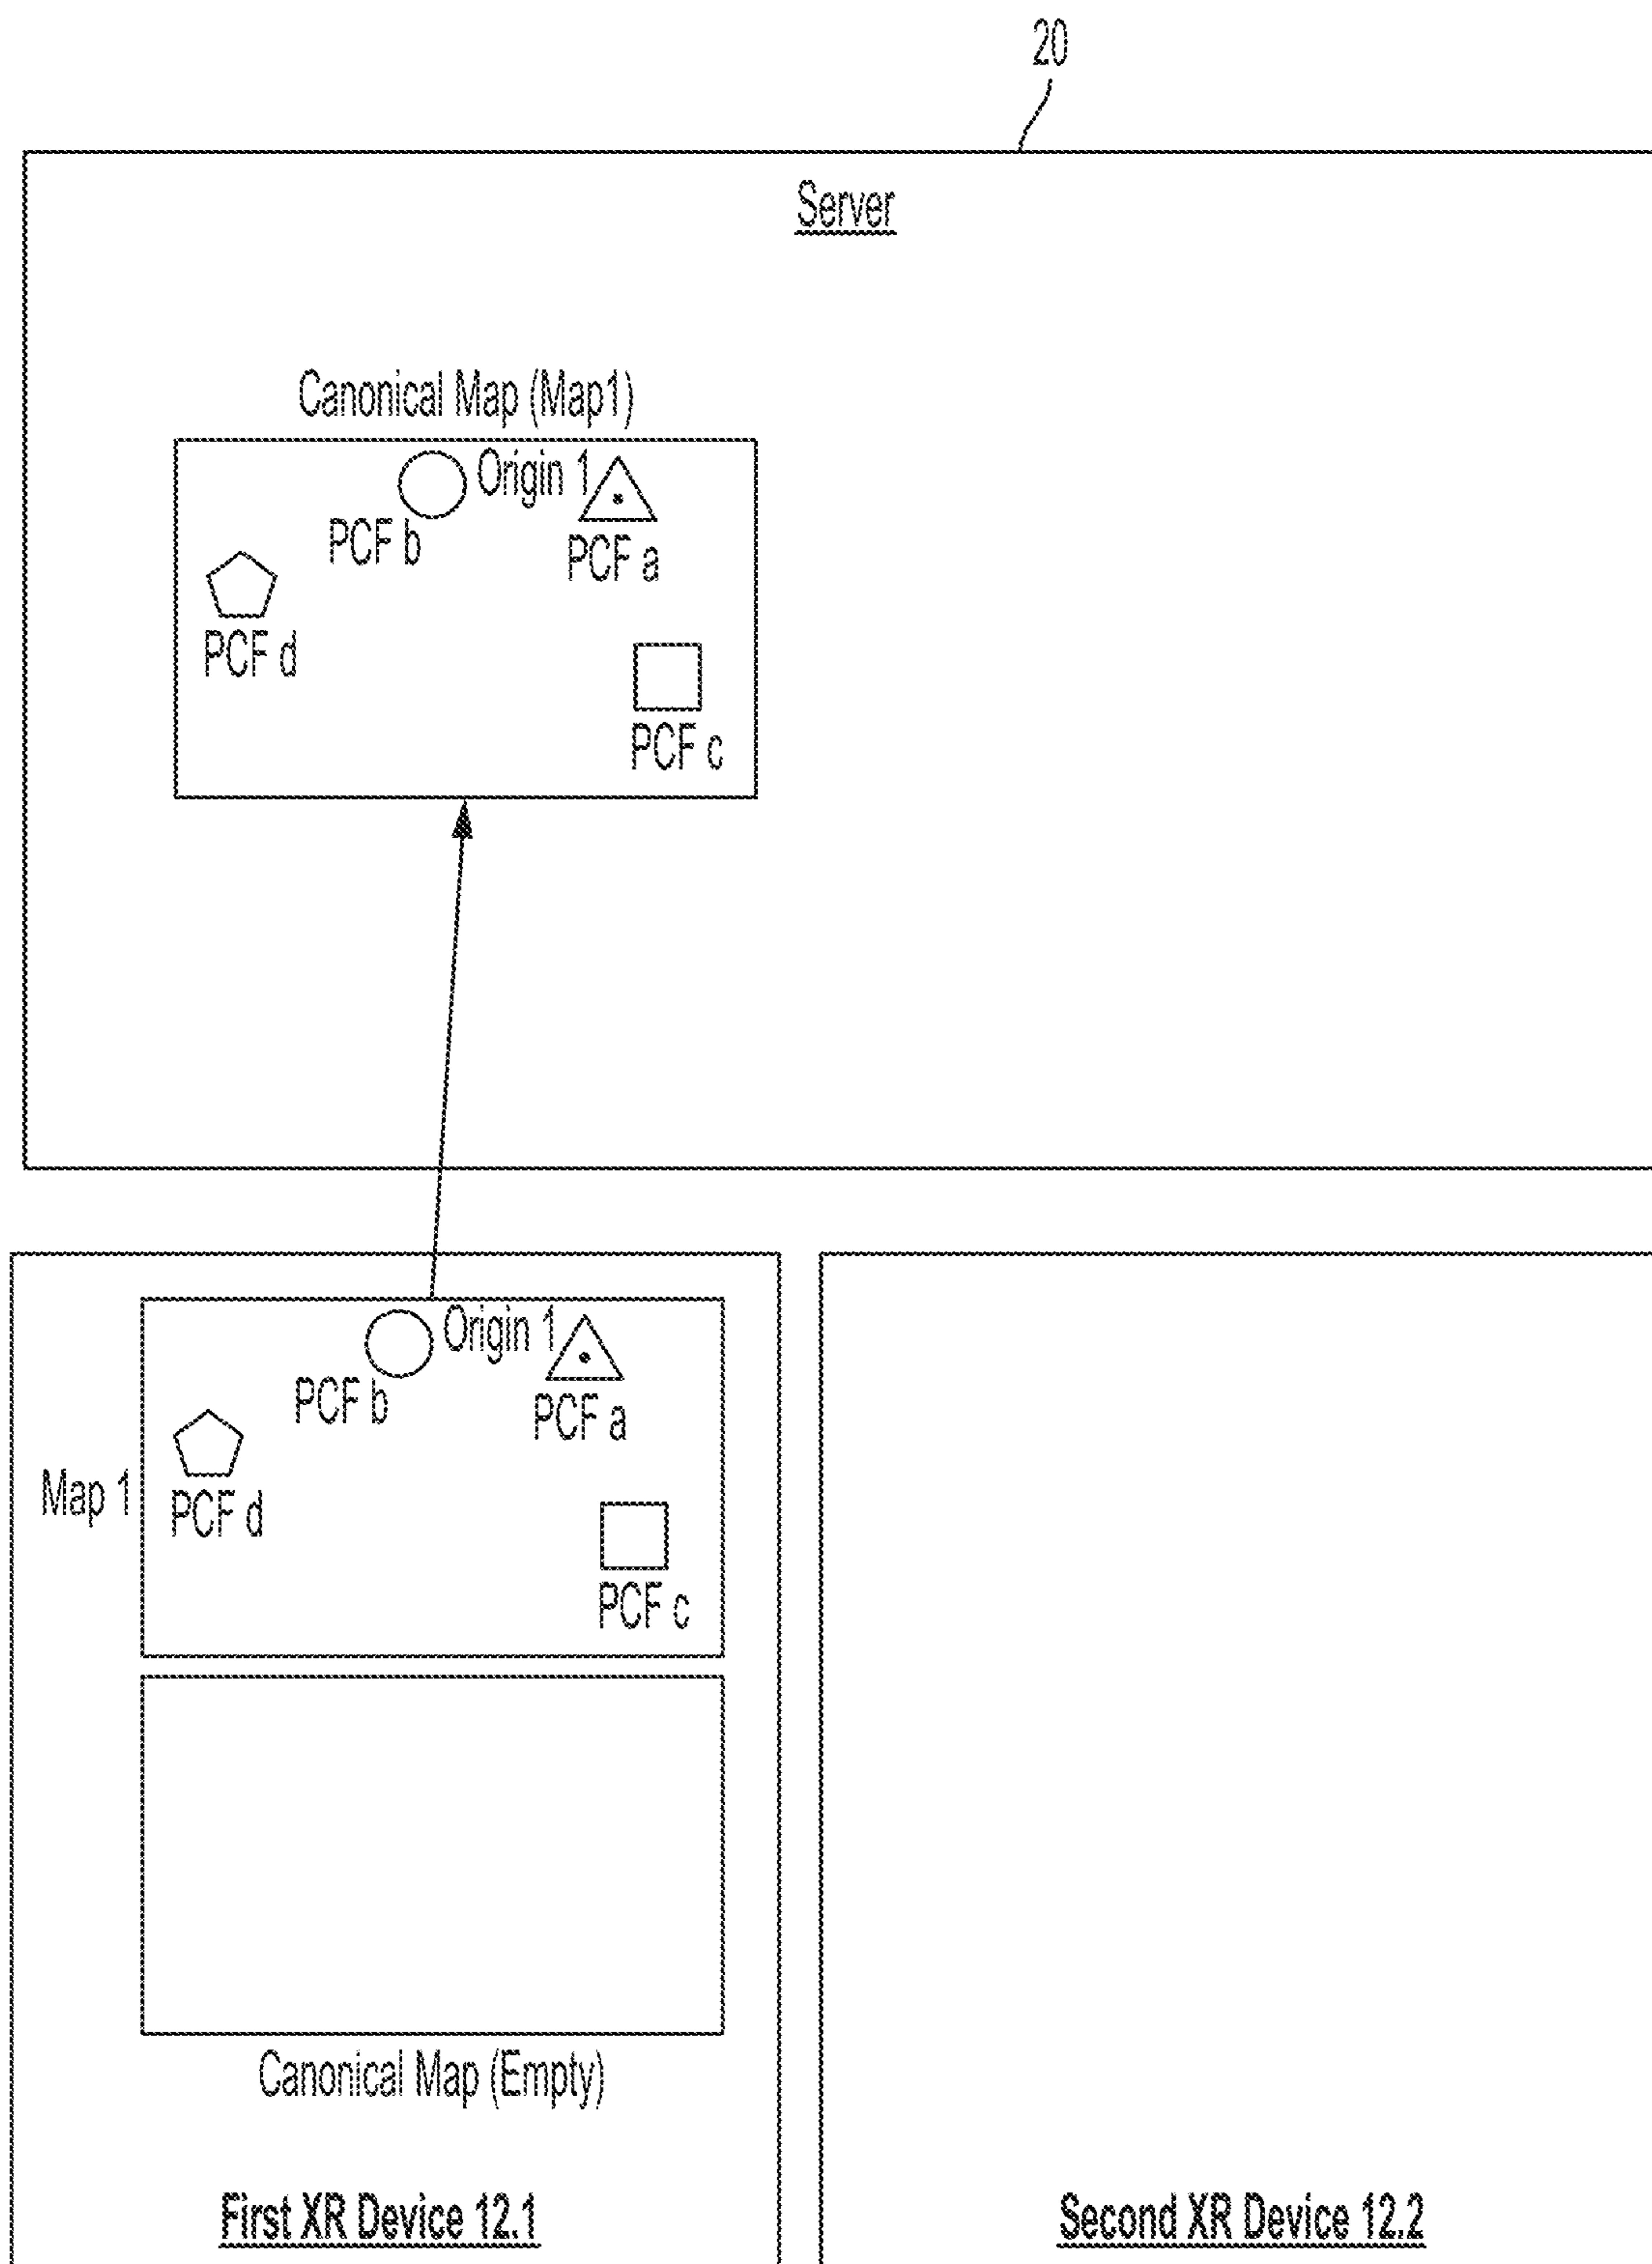 20
Server
Canonical Map (Map1)
Origin 1
PCF b
PCF a
PCF d
PCF c
Origin 1
PCF b
PCF a
Map 1
PCF d
PCF c
Canonical Map (Empty)
First XR Device 12.1
Second XR Device 12.2